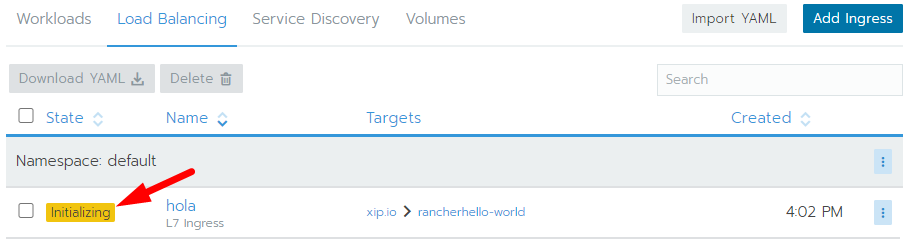 Workloads Load Balancing Service Discovery Volumes Import YAML Add Ingress
Download YAML Delete Search
State Name Targets Created
Namespace: default
Initializing hola xip.io > rancherhello-world 4:02 PM
L7 Ingress